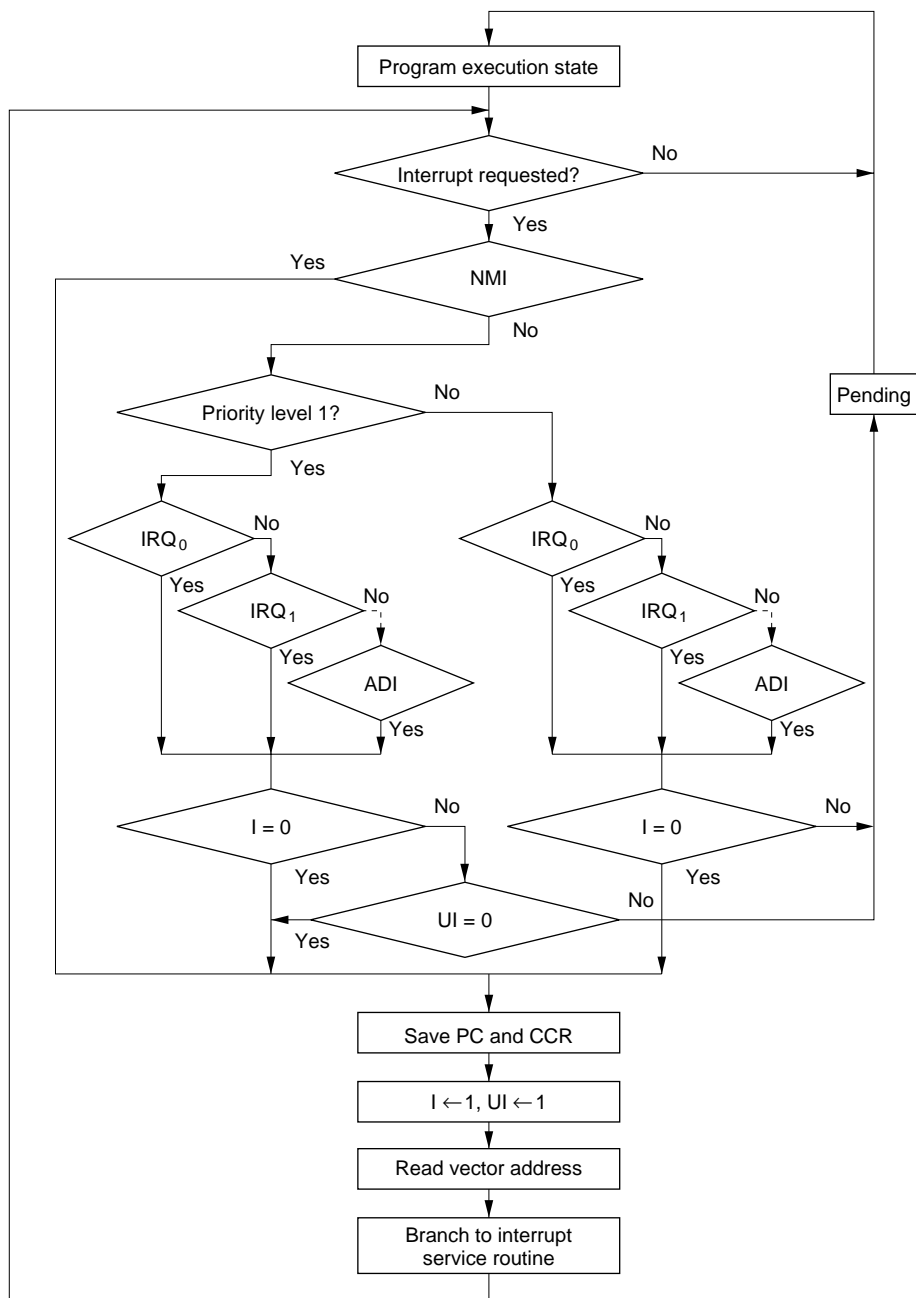 Program execution state
Interrupt requested?
No
Yes
Yes
NMI
No
Priority level 1?
No
Pending
Yes
IRQ0
No
Yes
IRQ1
No
Yes
ADI
Yes
IRQ0
No
Yes
IRQ1
No
Yes
ADI
Yes
I = 0
No
Yes
I = 0
No
Yes
UI = 0
No
Yes
Save PC and CCR
I ←1, UI ←1
Read vector address
Branch to interrupt
service routine